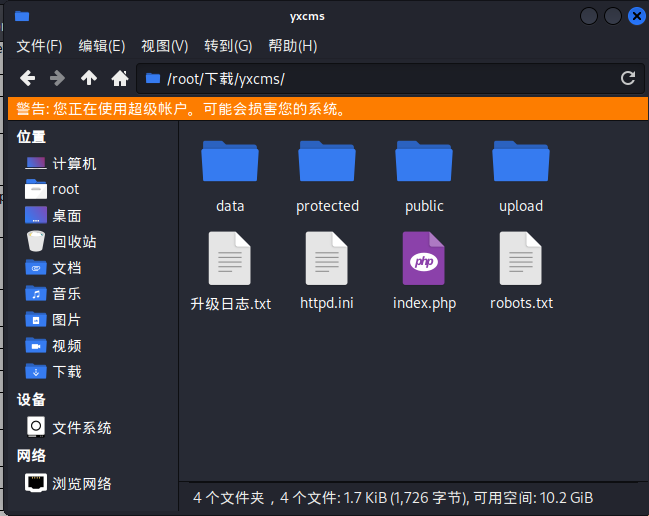 yxcms
文件(F) 编辑(E) 视图(V) 转到(G) 帮助(H)
/root/下载/yxcms/
警告: 您正在使用超级帐户。可能会损害您的系统。
位置
计算机
root
桌面
回收站
文档
音乐
图片
视频
下载
设备
文件系统
网络
浏览网络
data protected public upload
php
升级日志.txt httpd.ini index.php robots.txt
4 个文件夹，4 个文件: 1.7 KiB (1,726 字节), 可用空间: 10.2 GiB